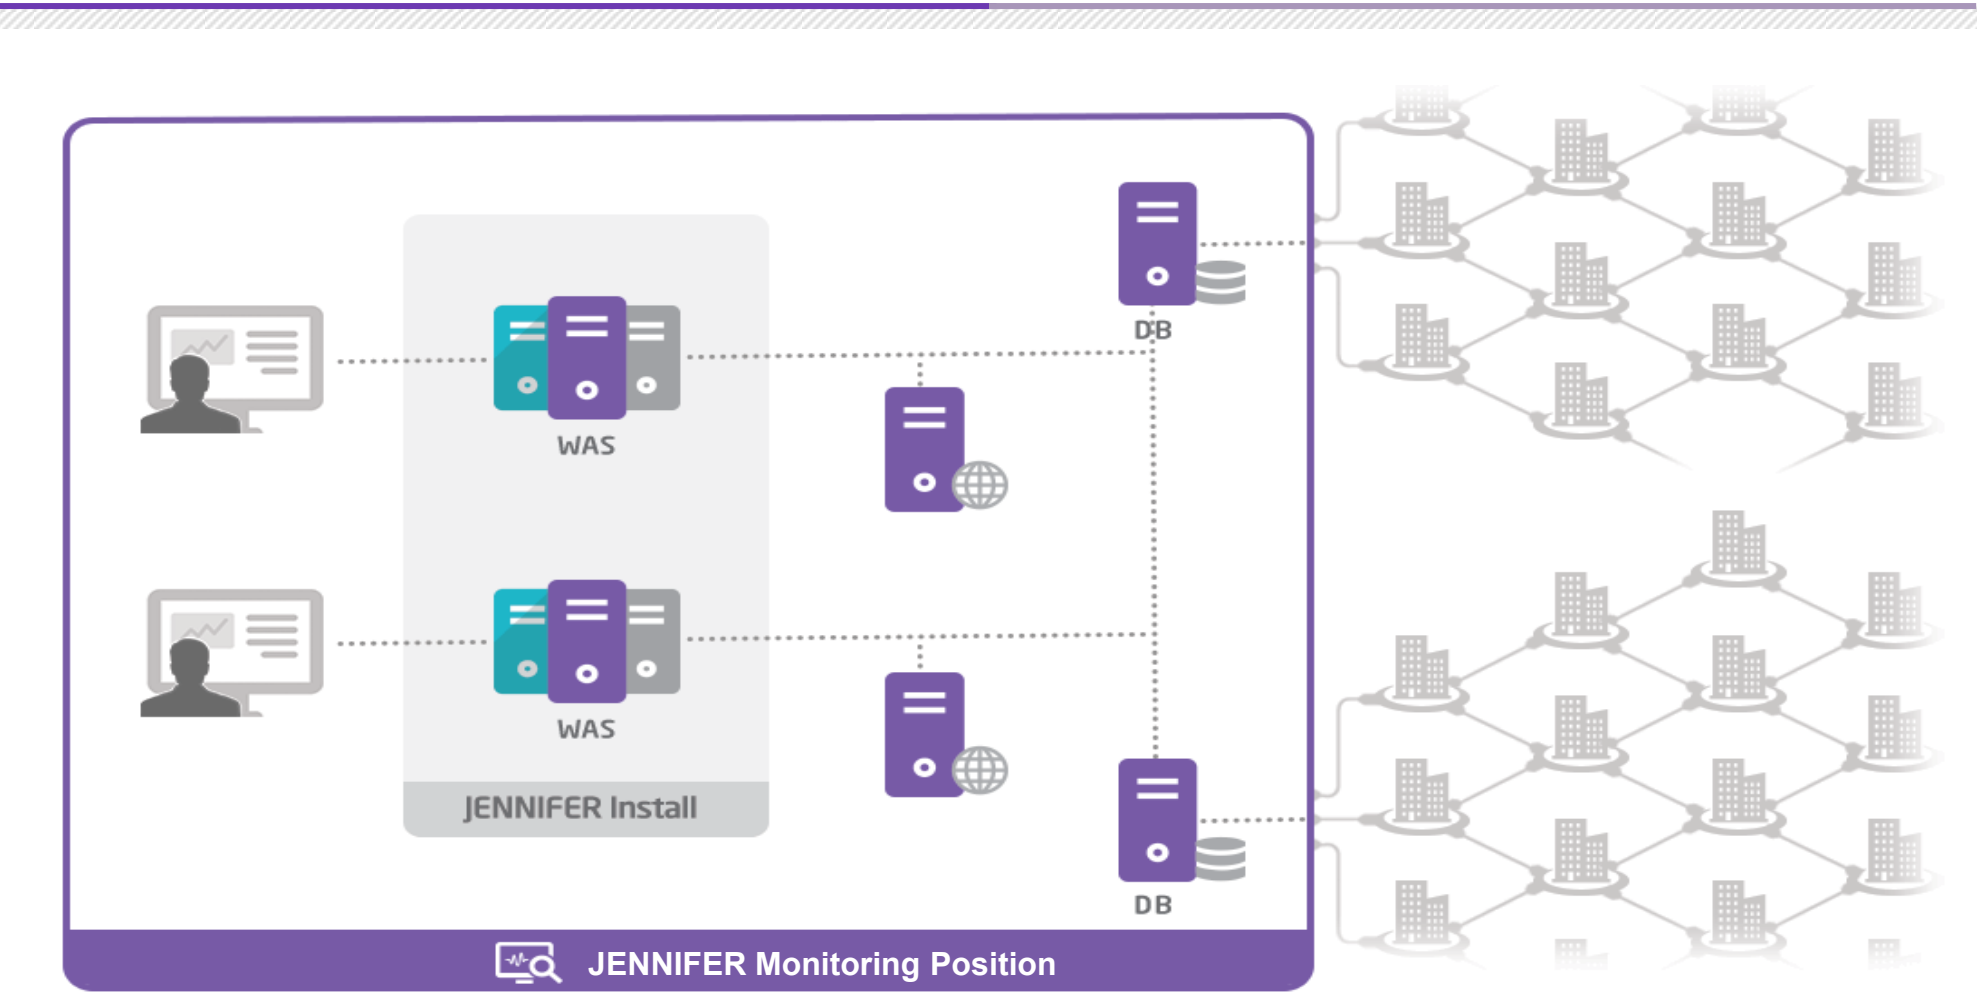 DB
WAS
WAS
JENNIFER Install
DB
JENNIFER Monitoring Position